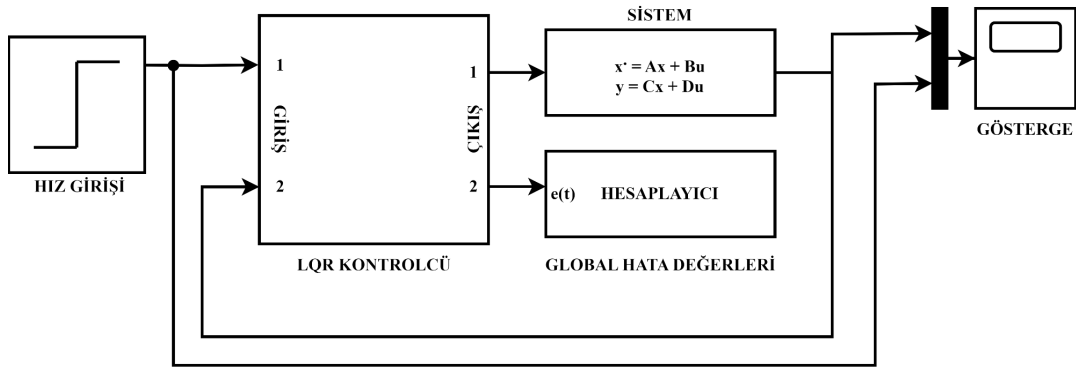 HIZ GİRİŞİ
1
GİRİŞ
2
1
ÇIKIŞ
2
LQR KONTROLCÜ
SİSTEM
x· = Ax + Bu
y = Cx + Du
e(t) HESAPLAYICI
GLOBAL HATA DEĞERLERİ
GÖSTERGE